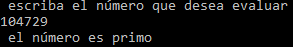 escriba el número que desea evaluar
104729
el número es primo